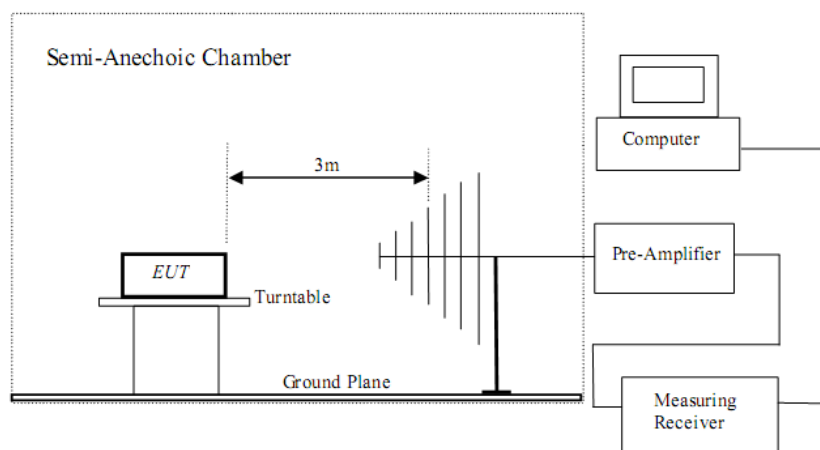 Semi-Anechoic Chamber
3m
EUT
Turntable
Ground Plane
Computer
Pre-Amplifier
Measuring
Receiver